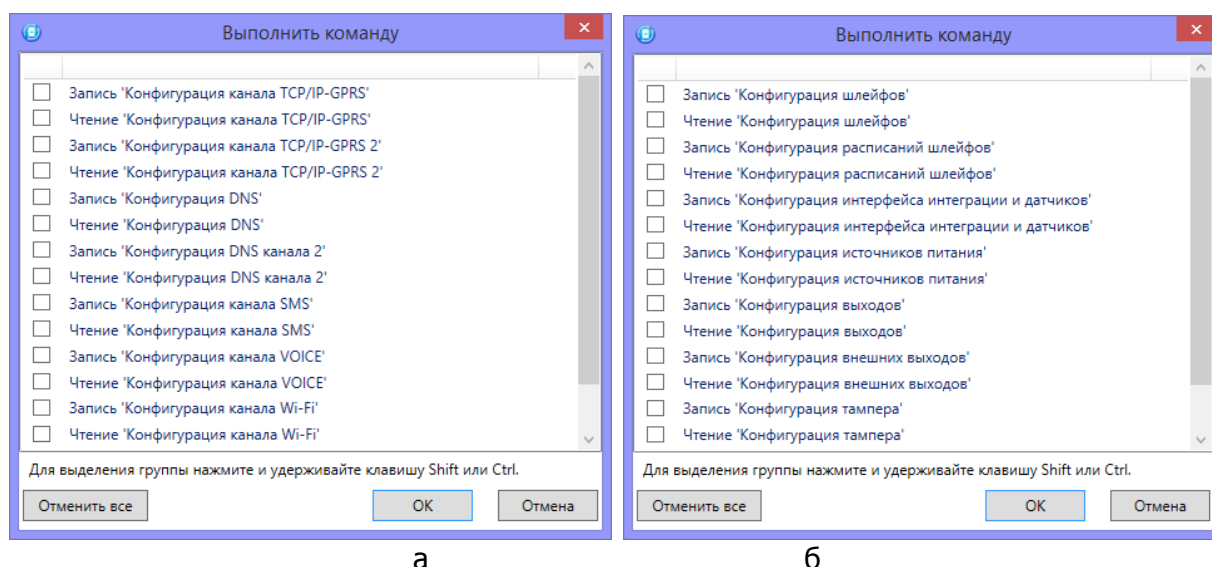 Выполнить команду
Запись 'Конфигурация канала TCP/IP-GPRS'
Чтение 'Конфигурация канала TCP/IP-GPRS'
Запись 'Конфигурация канала TCP/IP-GPRS 2'
Чтение 'Конфигурация канала TCP/IP-GPRS 2'
Запись 'Конфигурация DNS'
Чтение 'Конфигурация DNS'
Запись 'Конфигурация DNS канала 2'
Чтение 'Конфигурация DNS канала 2'
Запись 'Конфигурация канала SMS'
Чтение 'Конфигурация канала SMS'
Запись 'Конфигурация канала VOICE'
Чтение 'Конфигурация канала VOICE'
Запись 'Конфигурация канала Wi-Fi'
Чтение 'Конфигурация канала Wi-Fi'
Для выделения группы нажмите и удерживайте клавишу Shift или Ctrl.
Отменить все
OK
Отмена
а
Выполнить команду
Запись 'Конфигурация шлейфов'
Чтение 'Конфигурация шлейфов'
Запись 'Конфигурация расписаний шлейфов'
Чтение 'Конфигурация расписаний шлейфов'
Запись 'Конфигурация интерфейса интеграции и датчиков'
Чтение 'Конфигурация интерфейса интеграции и датчиков'
Запись 'Конфигурация источников питания'
Чтение 'Конфигурация источников питания'
Запись 'Конфигурация выходов'
Чтение 'Конфигурация выходов'
Запись 'Конфигурация внешних выходов'
Чтение 'Конфигурация внешних выходов'
Запись 'Конфигурация тампера'
Чтение 'Конфигурация тампера'
Для выделения группы нажмите и удерживайте клавишу Shift или Ctrl.
Отменить все
OK
Отмена
б